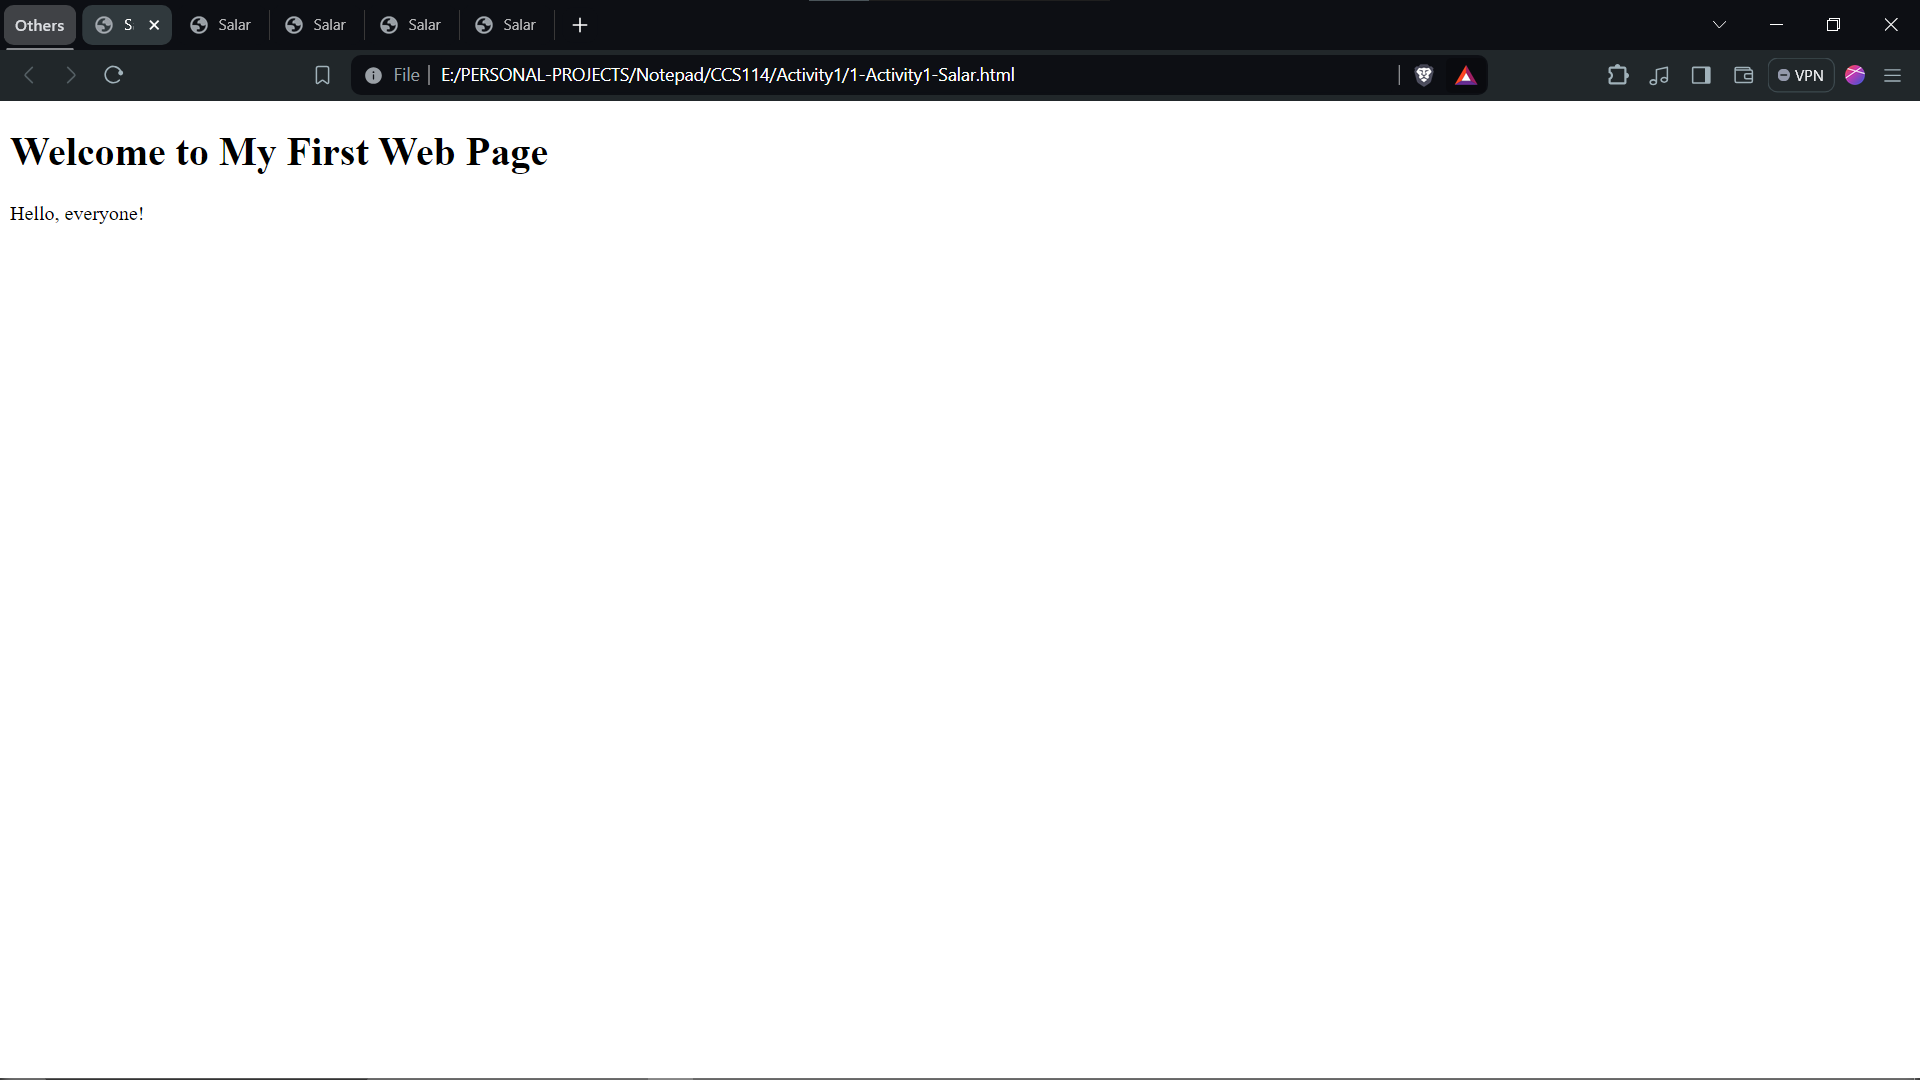 Others
S
Salar
Salar
Salar
Salar
File
E:/PERSONAL-PROJECTS/Notepad/CCS114/Activity1/1-Activity1-Salar.html
VPN
Welcome to My First Web Page
Hello, everyone!